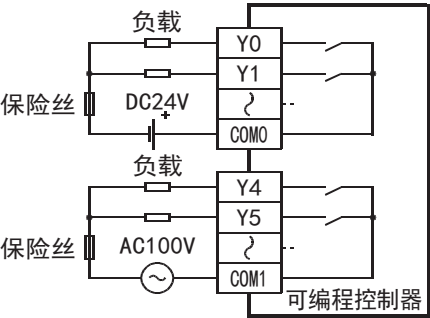 负载
Y0
Y1
保险丝
DC24V
+
COM0
负载
Y4
Y5
保险丝
AC100V
COM1
可编程控制器